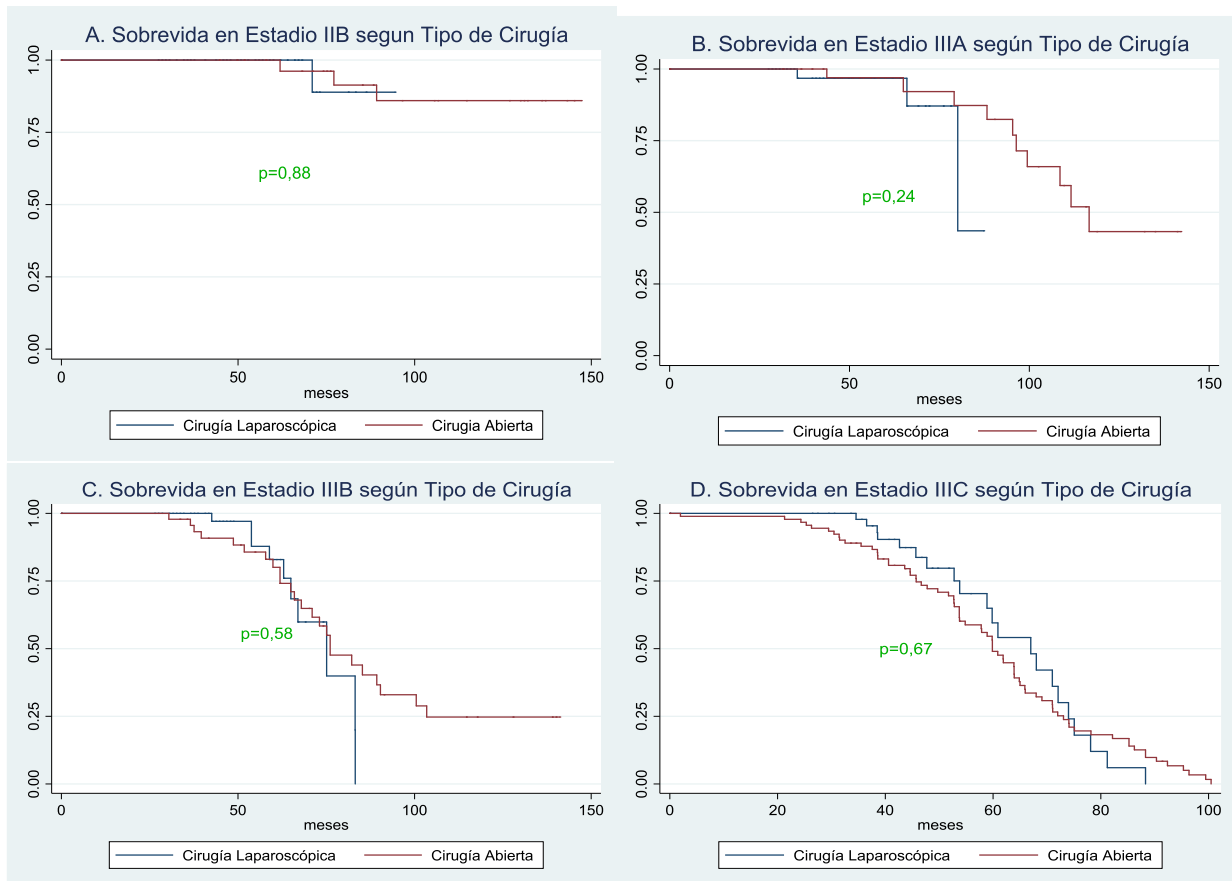 A. Sobrevida en Estadio IIB segun Tipo de Cirugía
1.00
0.75
p=0,88
0.50
0.25
0.00
0 50 100 150
meses
Cirugía Laparoscópica Cirugia Abierta
B. Sobrevida en Estadio IIIA según Tipo de Cirugía
1.00
0.75
p=0,24
0.50
0.25
0.00
0 50 100 150
meses
Cirugía Laparoscópica Cirugía Abierta
C. Sobrevida en Estadio IIIB según Tipo de Cirugía
1.00
0.75
p=0,58
0.50
0.25
0.00
0 50 100 150
meses
Cirugía Laparoscópica Cirugía Abierta
D. Sobrevida en Estadio IIIC según Tipo de Cirugía
1.00
0.75
p=0,67
0.50
0.25
0.00
0 20 40 60 80 100
meses
Cirugía Laparoscópica Cirugía Abierta